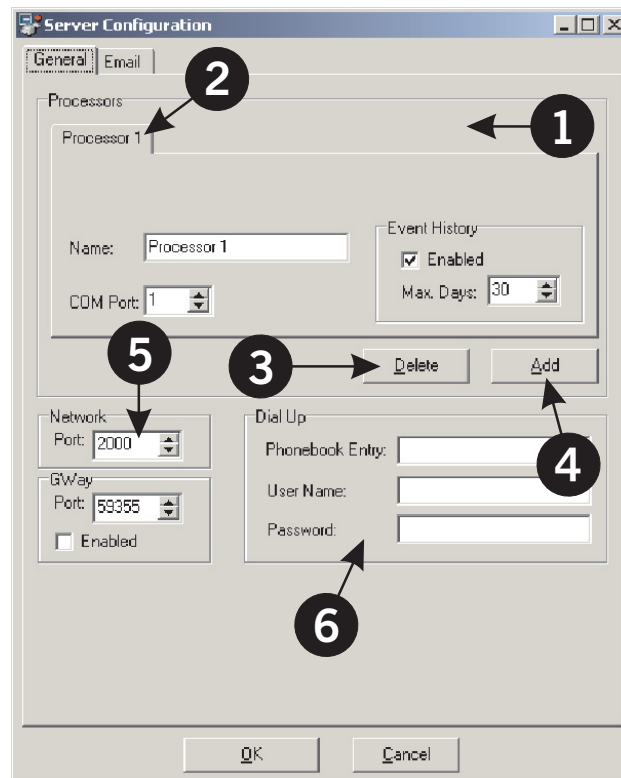 Server Configuration
General Email
2
Processors
1
Processor 1
Event History
Name: Processor 1
Enabled
Max. Days: 30
COM Port: 1
5
3
Delete Add
Network
Port: 2000
Dial Up
Phonebook Entry:
4
GWay
Port: 59355
User Name:
Enabled
Password:
6
OK Cancel